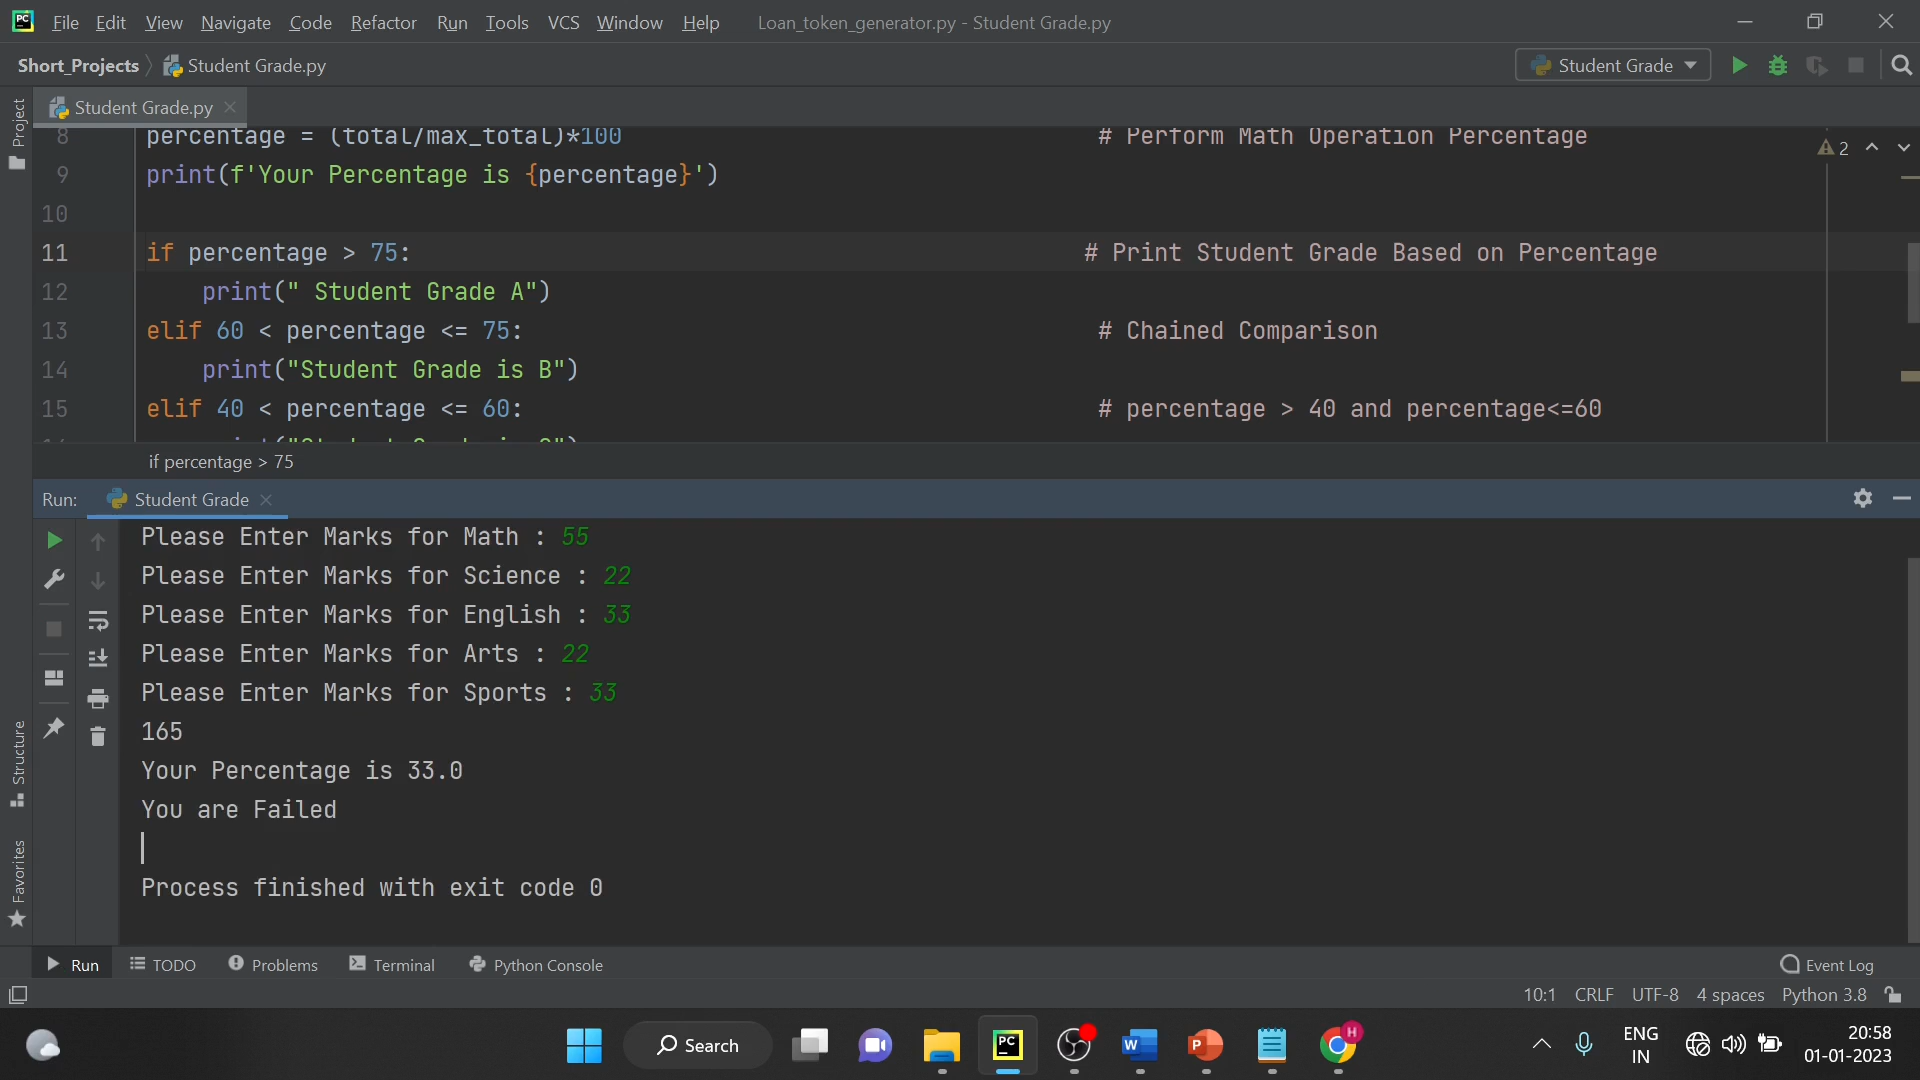 PC File Edit View Navigate Code Refactor Run Tools VCS Window Help Loan_token_generator.py - Student Grade.py
Short_Projects Student Grade.py Student Grade
Project
Student Grade.py
8 percentage = (total/max_total)*100 # Perform Math Operation Percentage
2
9 print(f'Your Percentage is {percentage}')
10
11 if percentage > 75: # Print Student Grade Based on Percentage
12 print(" Student Grade A")
13 elif 60 < percentage <= 75: # Chained Comparison
14 print("Student Grade is B")
15 elif 40 < percentage <= 60: # percentage > 40 and percentage<=60
if percentage > 75
Run: Student Grade
Please Enter Marks for Math : 55
Please Enter Marks for Science : 22
Please Enter Marks for English : 33
Please Enter Marks for Arts : 22
Please Enter Marks for Sports : 33
165
Your Percentage is 33.0
You are Failed
Process finished with exit code 0
Structure
Favorites
Run TODO Problems Terminal Python Console Event Log
10:1 CRLF UTF-8 4 spaces Python 3.8
Search PC W P H
ENG
IN
20:58
01-01-2023